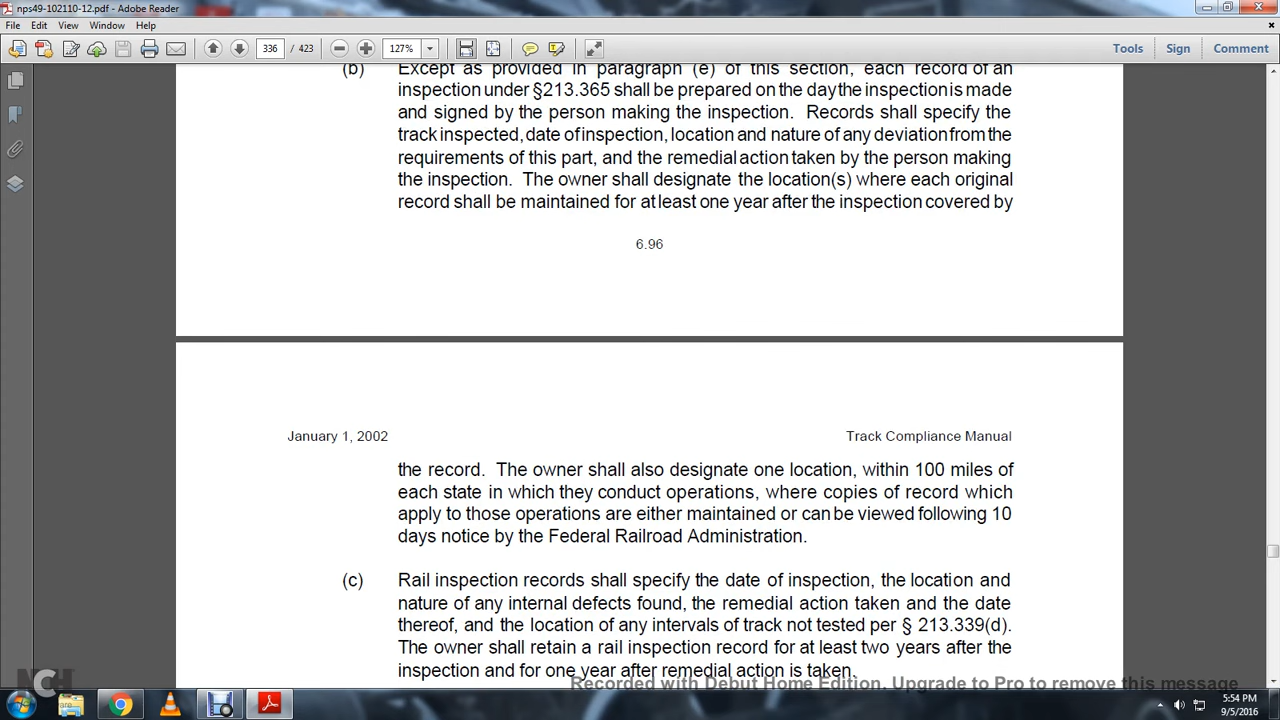 nps49-102110-12.pdf - Adobe Reader
File Edit View Window Help
336 / 423 127% Tools Sign Comment
(b) Except as provided in paragraph (e) of this section, each record of an
inspection under §213.365 shall be prepared on the day the inspection is made
and signed by the person making the inspection. Records shall specify the
track inspected, date of inspection, location and nature of any deviation from the
requirements of this part, and the remedial action taken by the person making
the inspection. The owner shall designate the location(s) where each original
record shall be maintained for at least one year after the inspection covered by
6.96
January 1, 2002 Track Compliance Manual
the record. The owner shall also designate one location, within 100 miles of
each state in which they conduct operations, where copies of record which
apply to those operations are either maintained or can be viewed following 10
days notice by the Federal Railroad Administration.
(c) Rail inspection records shall specify the date of inspection, the location and
nature of any internal defects found, the remedial action taken and the date
thereof, and the location of any intervals of track not tested per § 213.339(d).
The owner shall retain a rail inspection record for at least two years after the
inspection and for one year after remedial action is taken.
Recorded with Debut Home Edition. Upgrade to Pro to remove this message
NCH
5:54 PM
9/5/2016